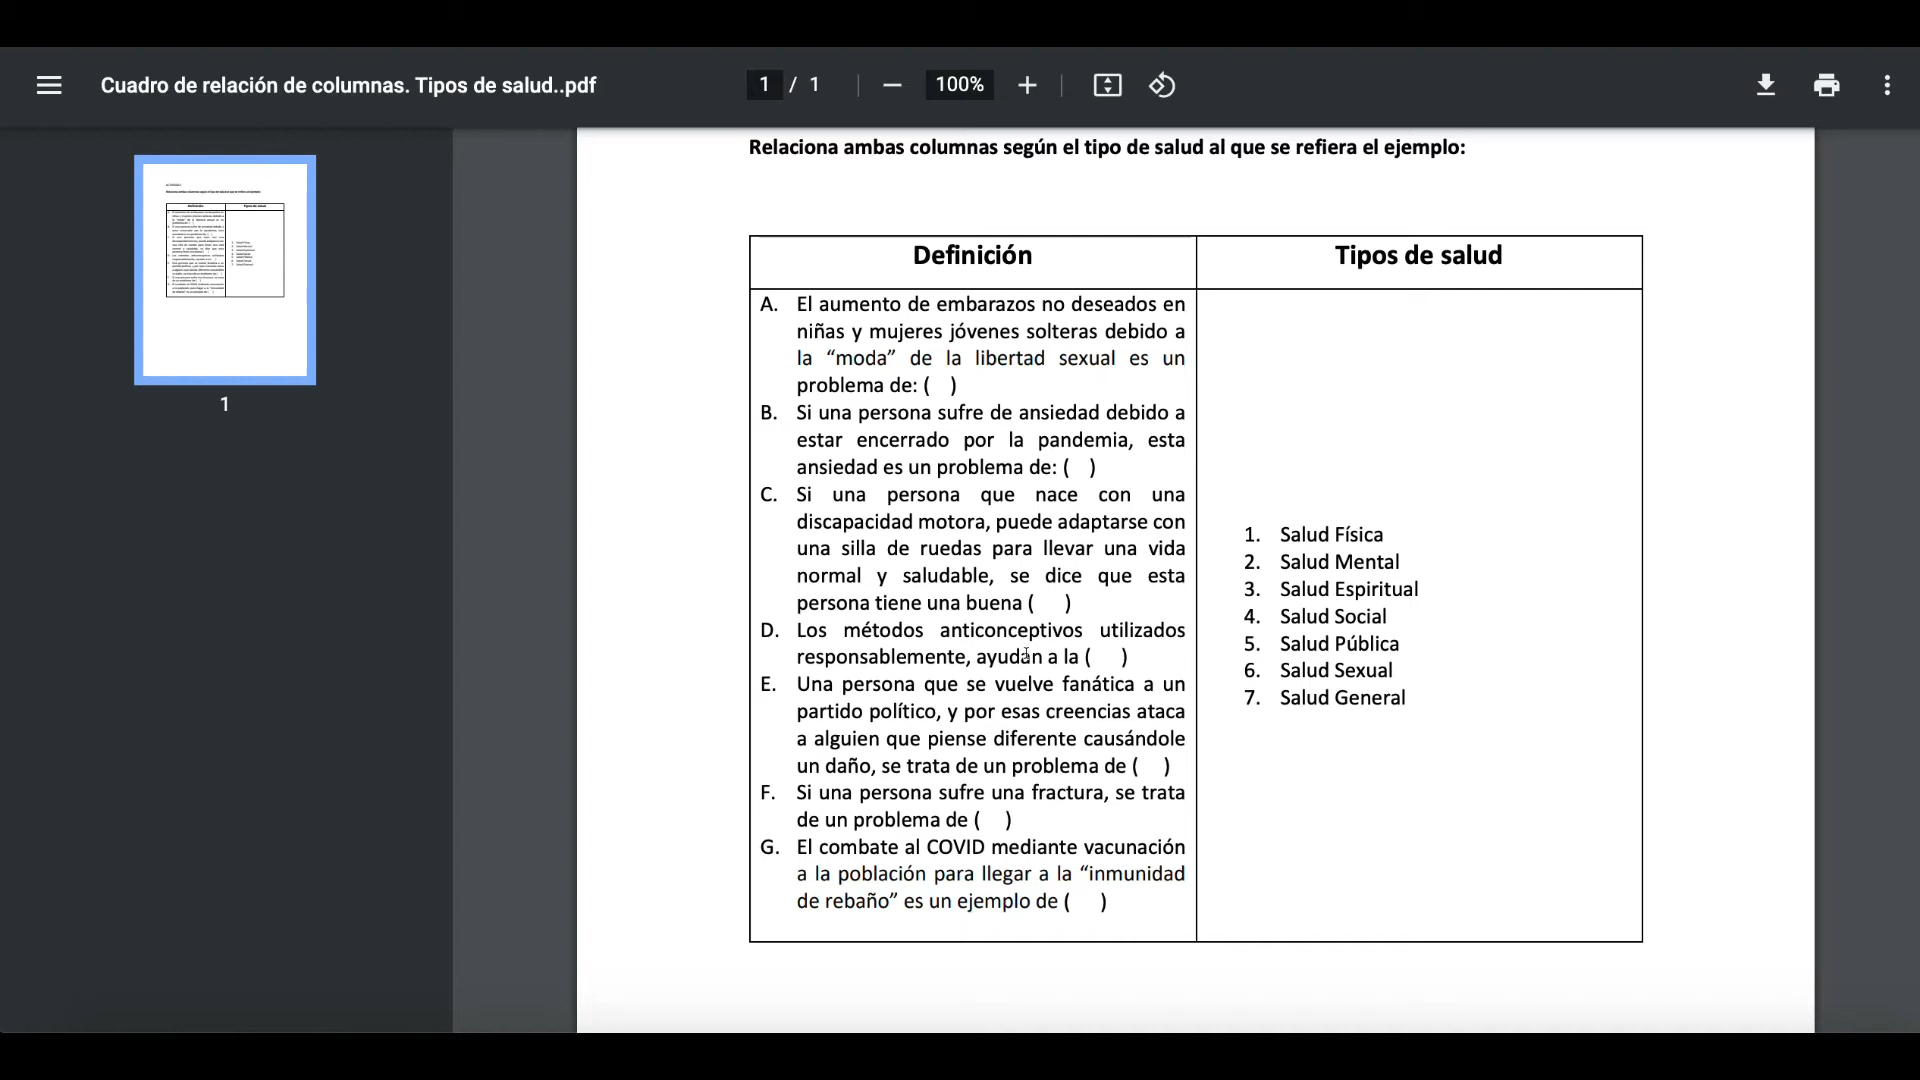 Cuadro de relación de columnas. Tipos de salud..pdf
1 / 1
100%
1
Relaciona ambas columnas según el tipo de salud al que se refiera el ejemplo:
Definición
Tipos de salud
A. El aumento de embarazos no deseados en
niñas y mujeres jóvenes solteras debido a
la “moda” de la libertad sexual es un
problema de: ( )
B. Si una persona sufre de ansiedad debido a
estar encerrado por la pandemia, esta
ansiedad es un problema de: ( )
C. Si una persona que nace con una
discapacidad motora, puede adaptarse con
una silla de ruedas para llevar una vida
normal y saludable, se dice que esta
persona tiene una buena ( )
D. Los métodos anticonceptivos utilizados
responsablemente, ayudan a la ( )
E. Una persona que se vuelve fanática a un
partido político, y por esas creencias ataca
a alguien que piense diferente causándole
un daño, se trata de un problema de ( )
F. Si una persona sufre una fractura, se trata
de un problema de ( )
G. El combate al COVID mediante vacunación
a la población para llegar a la “inmunidad
de rebaño” es un ejemplo de ( )
1. Salud Física
2. Salud Mental
3. Salud Espiritual
4. Salud Social
5. Salud Pública
6. Salud Sexual
7. Salud General